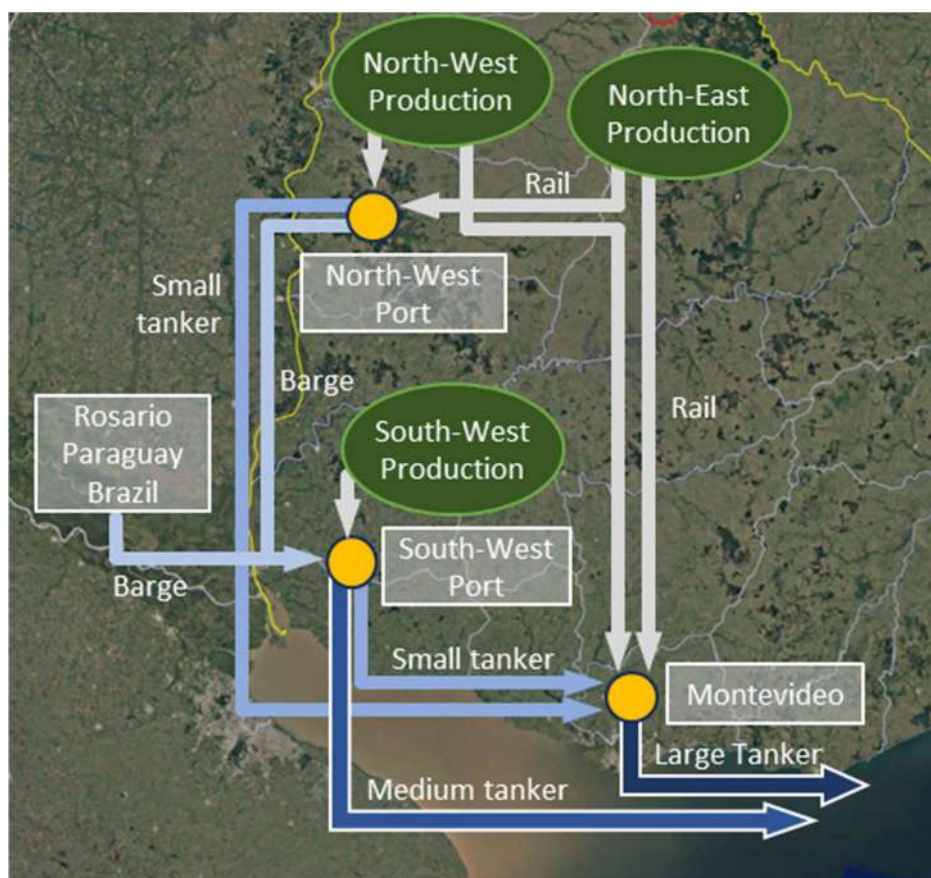 North-West
Production
North-East
Production
Rail
Small
tanker
North-West
Port
Barge
Rosario
Paraguay
Brazil
South-West
Production
Rail
Barge
South-West
Port
Small tanker
Montevideo
Large Tanker
Medium tanker